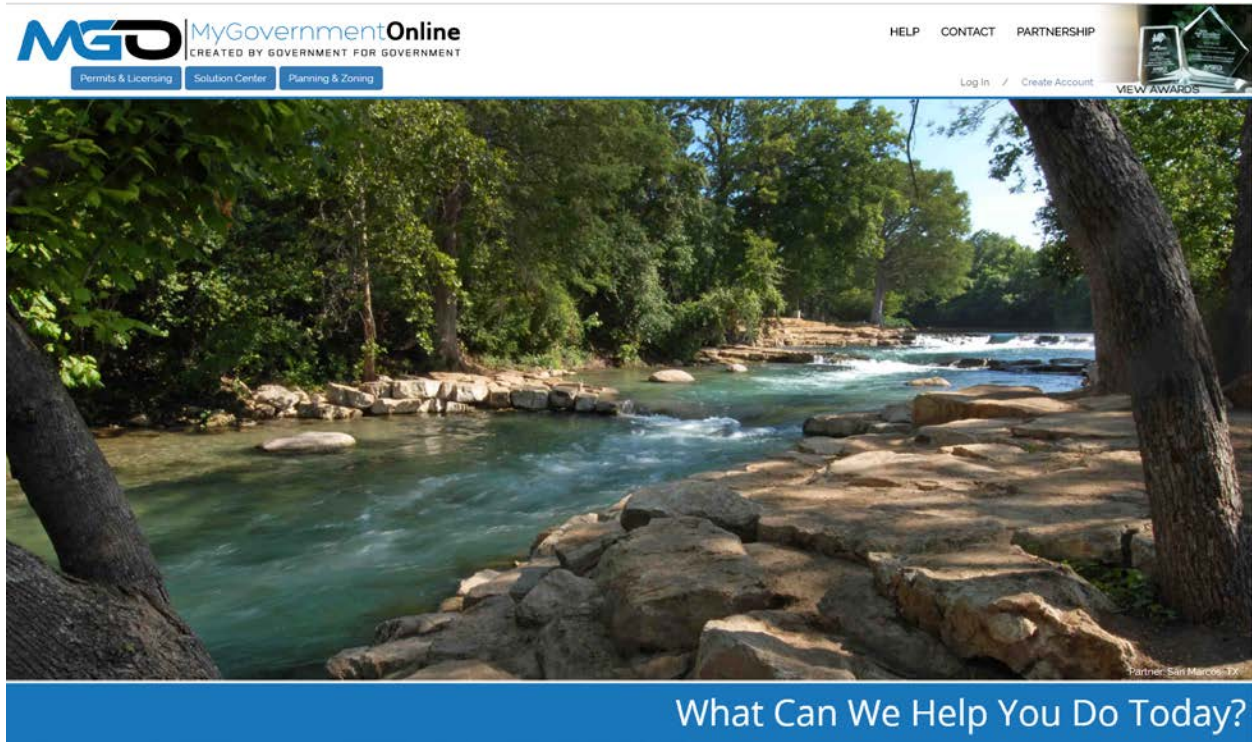 MGO
MyGovernmentOnline
CREATED BY GOVERNMENT FOR GOVERNMENT
HELP CONTACT PARTNERSHIP
Permits & Licensing Solution Center Planning & Zoning
Log In / Create Account
VIEW AWARDS
Partner: San Marcos, TX
What Can We Help You Do Today?